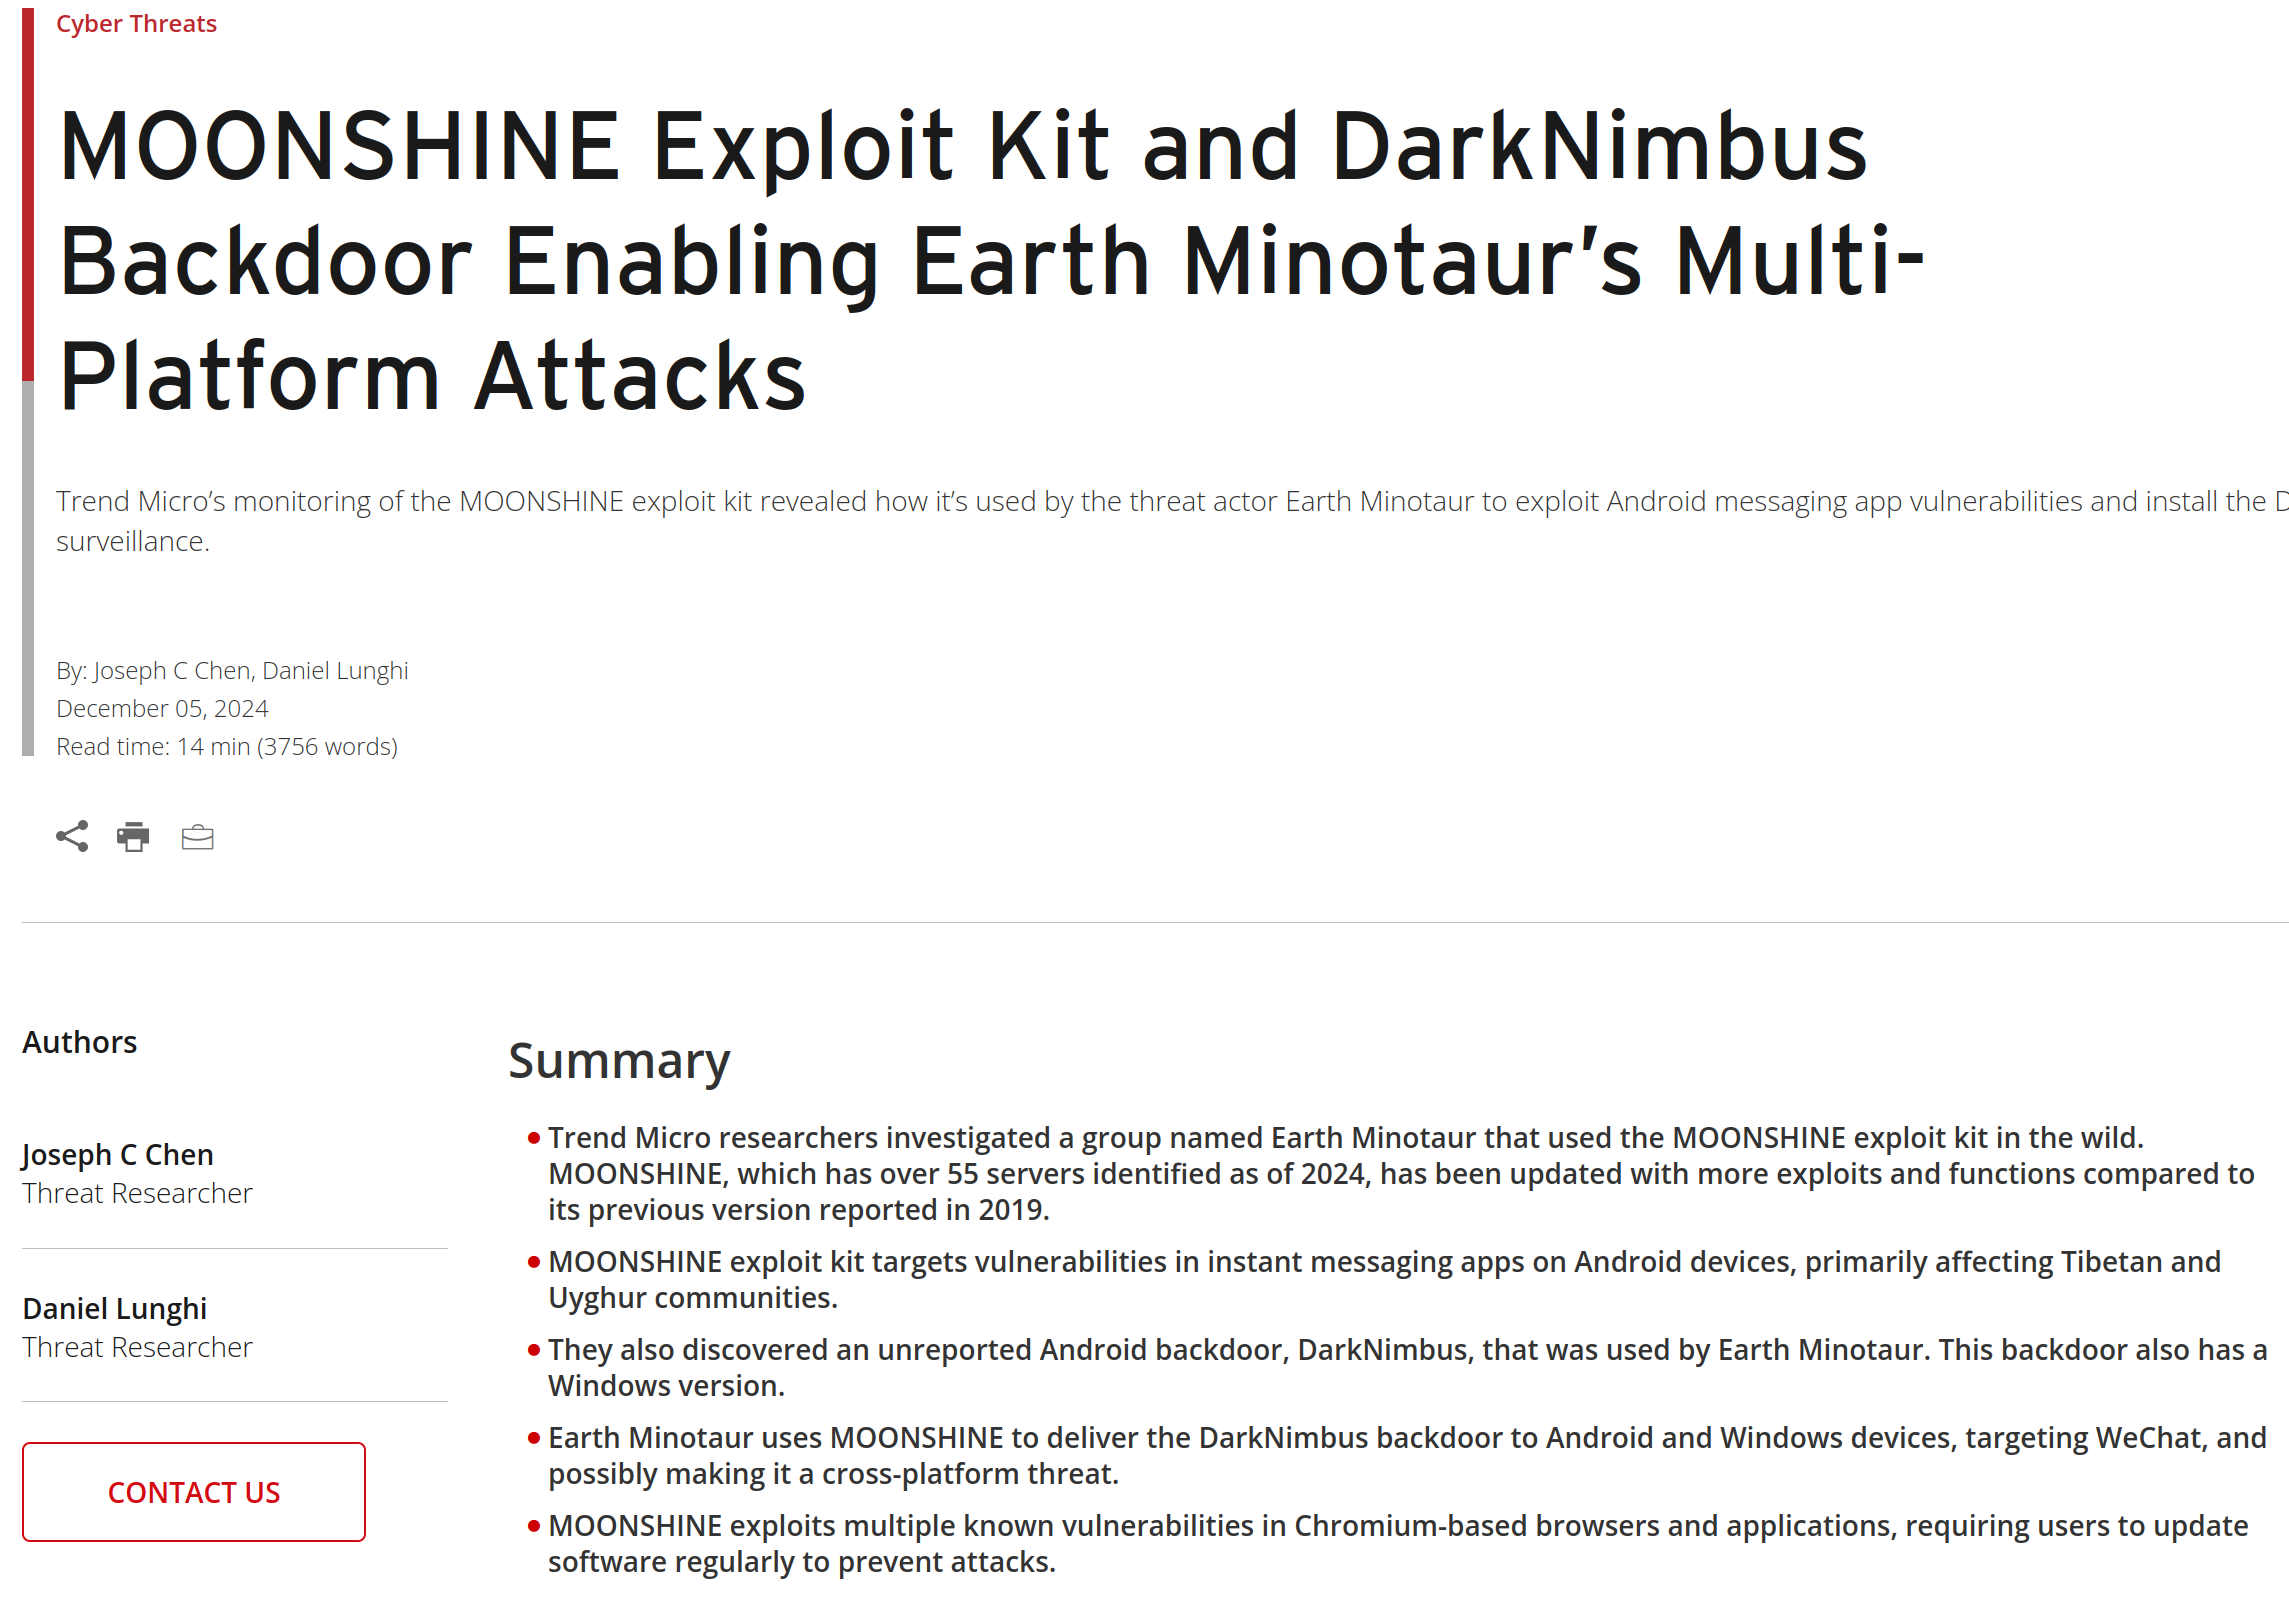 Cyber Threats
MOONSHINE Exploit Kit and DarkNimbus
Backdoor Enabling Earth Minotaur’s Multi-
Platform Attacks
Trend Micro’s monitoring of the MOONSHINE exploit kit revealed how it’s used by the threat actor Earth Minotaur to exploit Android messaging app vulnerabilities and install the
surveillance.
By: Joseph C Chen, Daniel Lunghi
December 05, 2024
Read time: 14 min (3756 words)
Authors
Joseph C Chen
Threat Researcher
Daniel Lunghi
Threat Researcher
CONTACT US
Summary
Trend Micro researchers investigated a group named Earth Minotaur that used the MOONSHINE exploit kit in the wild.
MOONSHINE, which has over 55 servers identified as of 2024, has been updated with more exploits and functions compared to
its previous version reported in 2019.
MOONSHINE exploit kit targets vulnerabilities in instant messaging apps on Android devices, primarily affecting Tibetan and
Uyghur communities.
They also discovered an unreported Android backdoor, DarkNimbus, that was used by Earth Minotaur. This backdoor also has a
Windows version.
Earth Minotaur uses MOONSHINE to deliver the DarkNimbus backdoor to Android and Windows devices, targeting WeChat, and
possibly making it a cross-platform threat.
MOONSHINE exploits multiple known vulnerabilities in Chromium-based browsers and applications, requiring users to update
software regularly to prevent attacks.